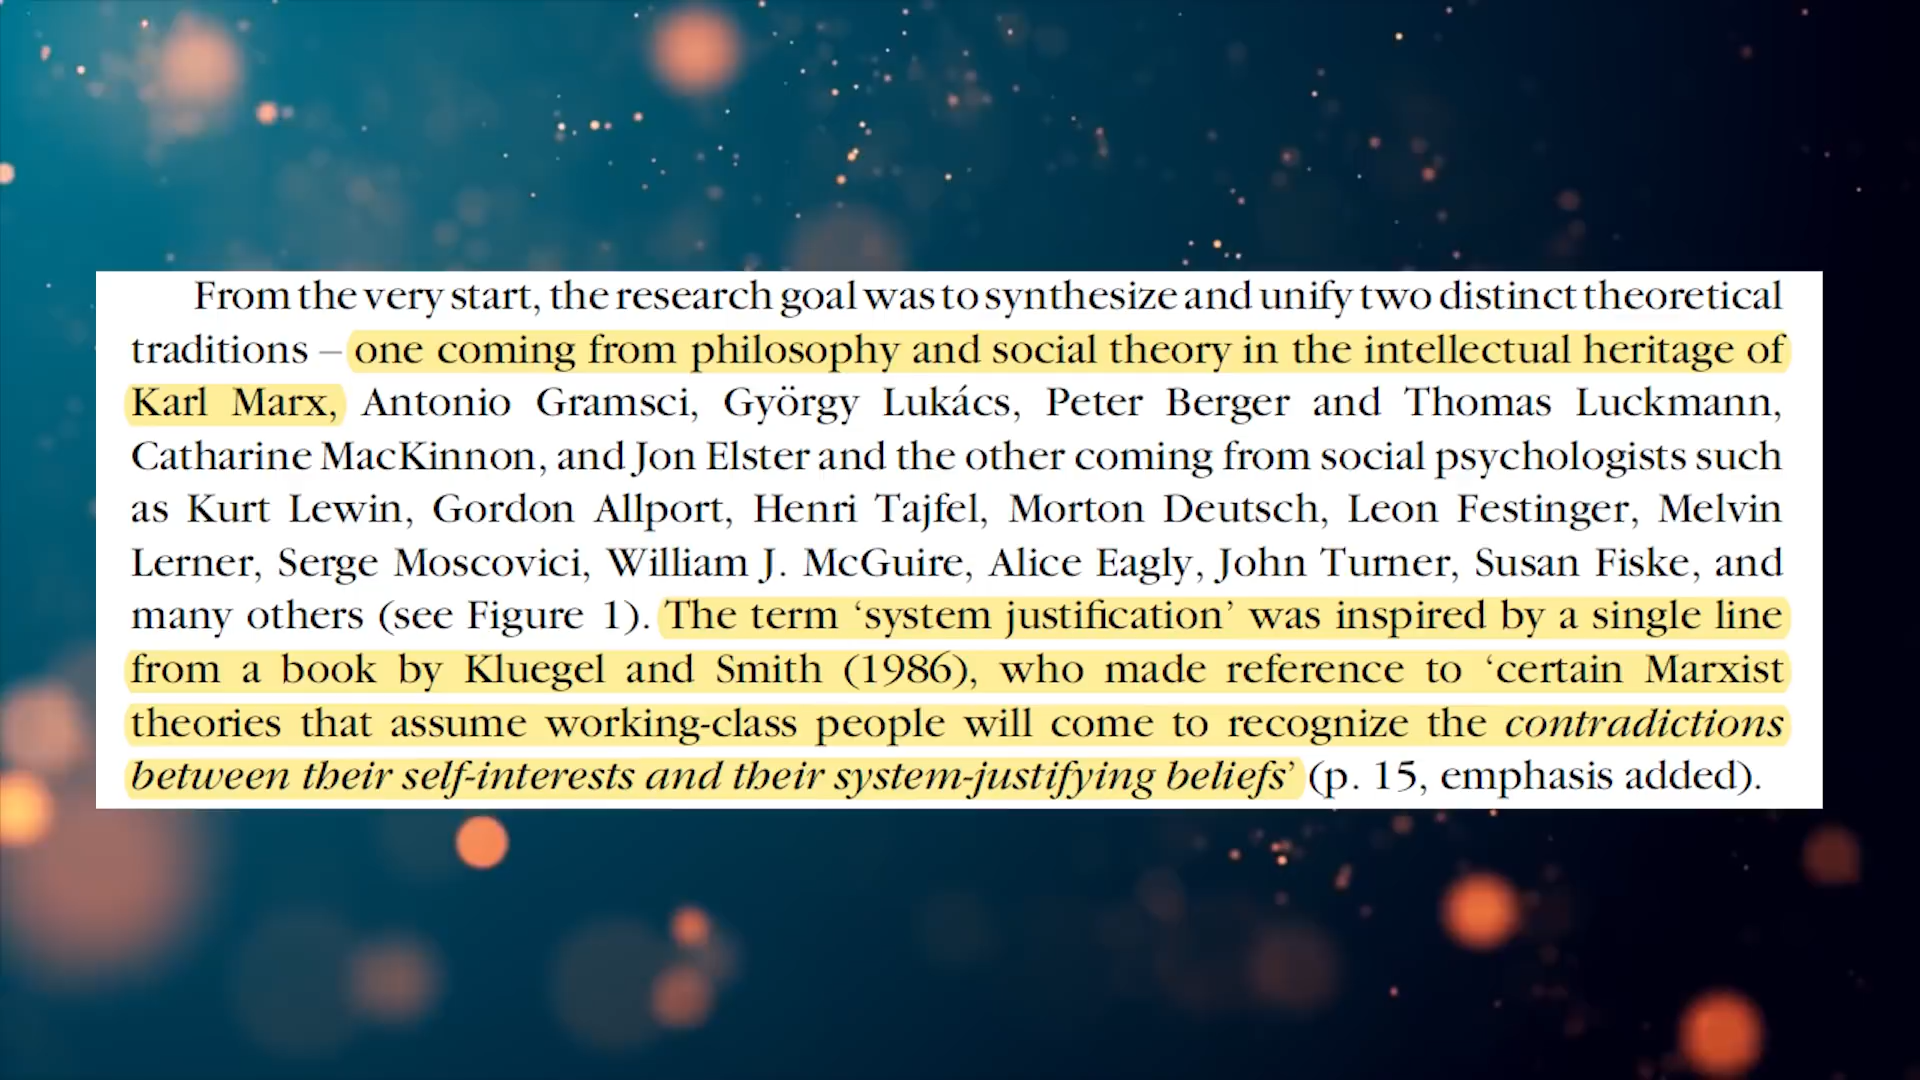 From the very start, the research goal was to synthesize and unify two distinct theoretical
traditions – one coming from philosophy and social theory in the intellectual heritage of
Karl Marx, Antonio Gramsci, György Lukács, Peter Berger and Thomas Luckmann,
Catharine MacKinnon, and Jon Elster and the other coming from social psychologists such
as Kurt Lewin, Gordon Allport, Henri Tajfel, Morton Deutsch, Leon Festinger, Melvin
Lerner, Serge Moscovici, William J. McGuire, Alice Eagly, John Turner, Susan Fiske, and
many others (see Figure 1). The term ‘system justification’ was inspired by a single line
from a book by Kluegel and Smith (1986), who made reference to ‘certain Marxist
theories that assume working-class people will come to recognize the contradictions
between their self-interests and their system-justifying beliefs’ (p. 15, emphasis added).